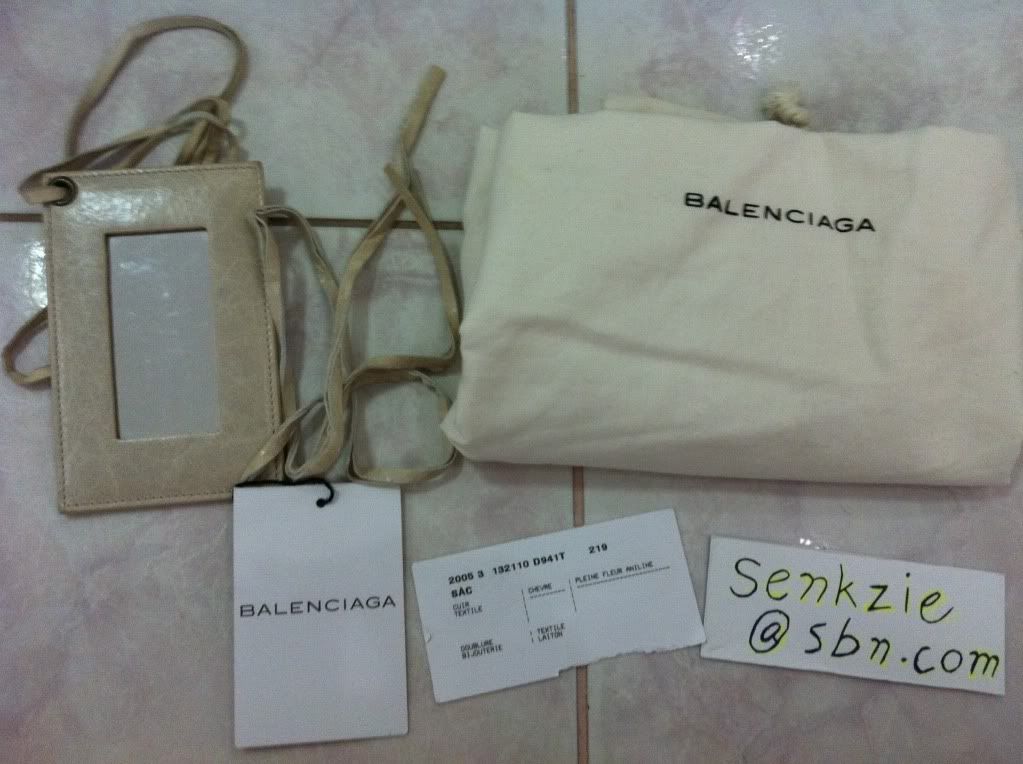 BALENCIAGA
BALENCIAGA
2005 3 132110 D941T 219
SAC
CUIR CHEVRE PLEINE FLEUR ANILINE
TEXTILE
DOUBLURE TEXTILE
BIJOUTERIE LAITON
Senkzie
@sbn.com